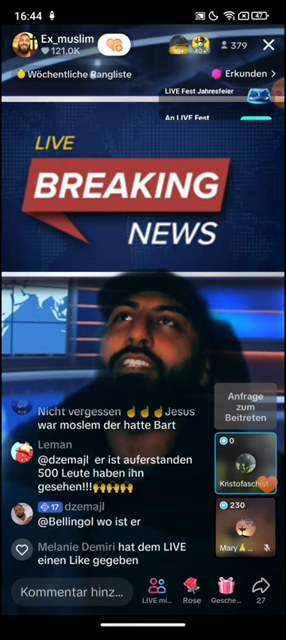 16:44
47
Ex_muslim
121.0K
10+
10+
379
Wöchentliche Rangliste
Erkunden
LIVE Fest Jahresfeier
An LIVE Fest
LIVE
BREAKING
NEWS
Nicht vergessen ☝☝☝Jesus
war moslem der hatte Bart
Anfrage
zum
Beitreten
Leman
@dzemajl er ist auferstanden
500 Leute haben ihn
gesehen!!!🙌🙌🙌
0
Kristofaschist
17 dzemajl
@Bellingol wo ist er
230
Mary🙏...
Melanie Demiri hat dem LIVE
einen Like gegeben
Kommentar hinz...
LIVE mi...
Rose
Gesche...
27